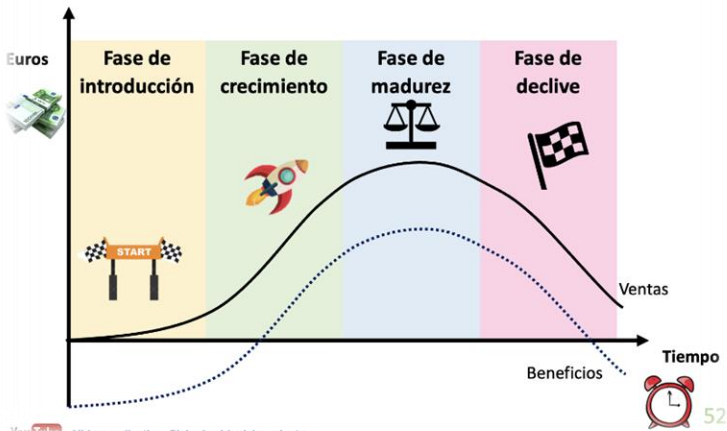 Euros
Fase de
introducción
Fase de
crecimiento
Fase de
madurez
Fase de
declive
START
Ventas
Beneficios
Tiempo
52